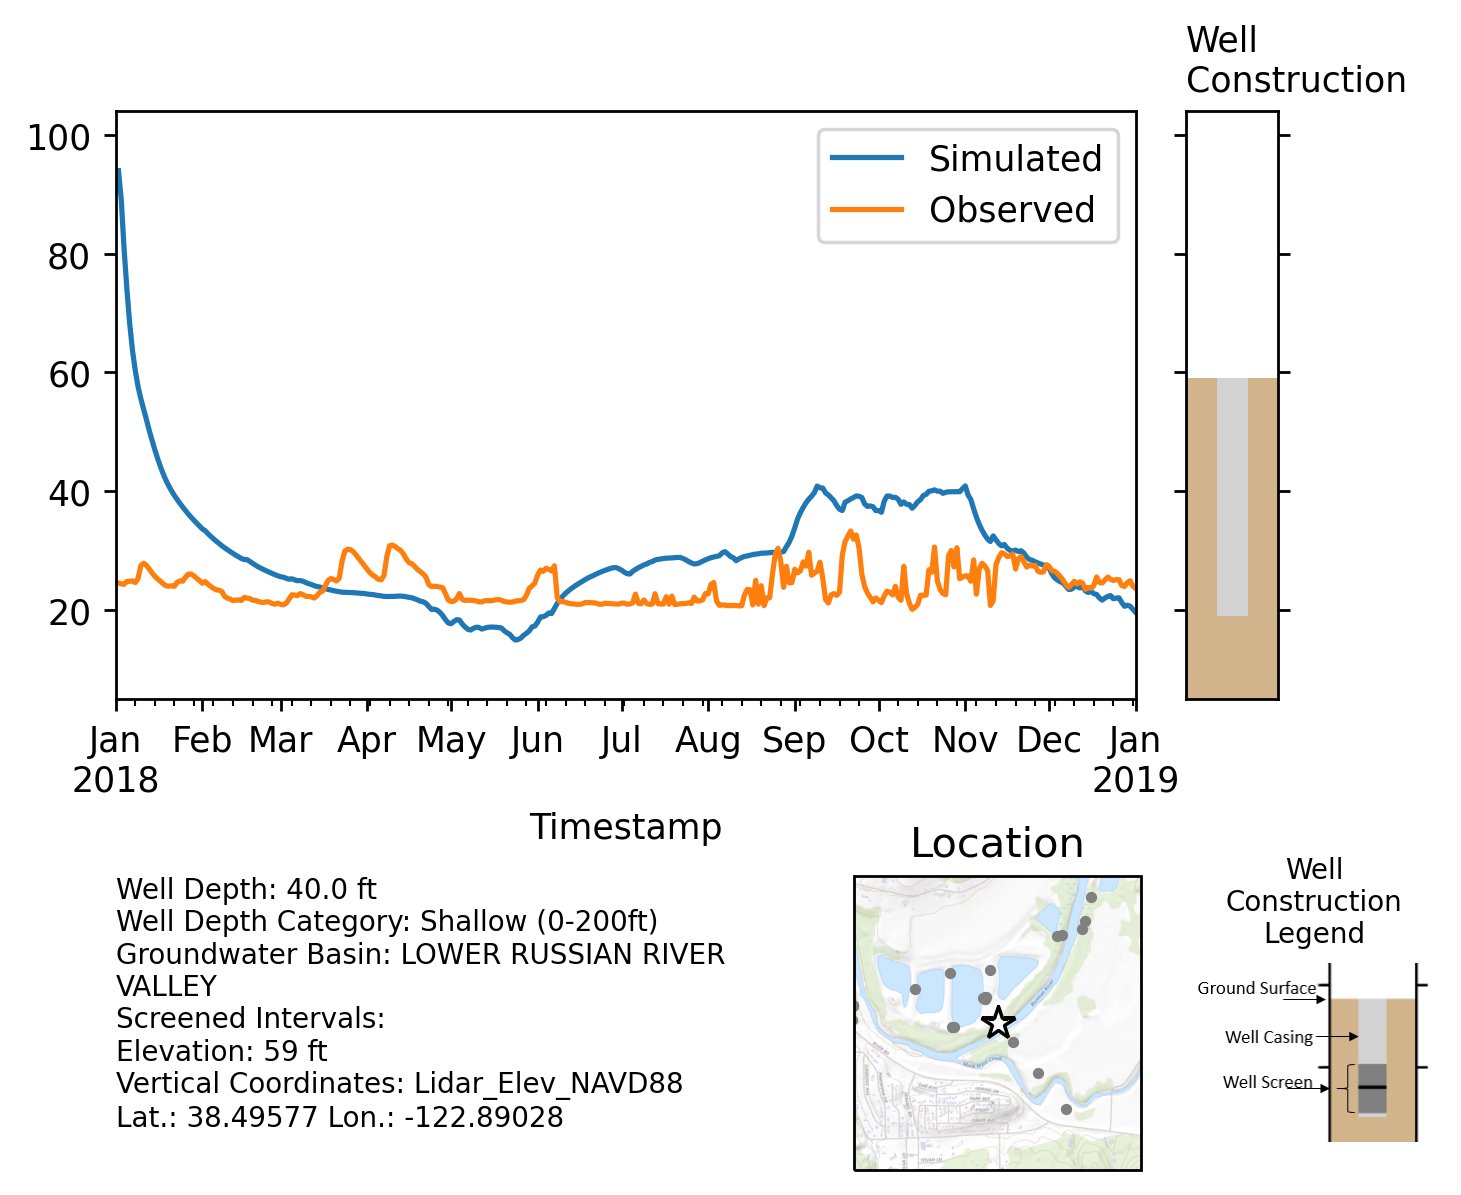 Well
Construction
100
80
60
40
20
Simulated
Observed
Jan Feb Mar Apr May Jun Jul Aug Sep Oct Nov Dec Jan
2018 2019
Timestamp
Well Depth: 40.0 ft
Well Depth Category: Shallow (0-200ft)
Groundwater Basin: LOWER RUSSIAN RIVER
VALLEY
Screened Intervals:
Elevation: 59 ft
Vertical Coordinates: Lidar_Elev_NAVD88
Lat.: 38.49577 Lon.: -122.89028
Location
Well
Construction
Legend
Ground Surface
Well Casing
Well Screen